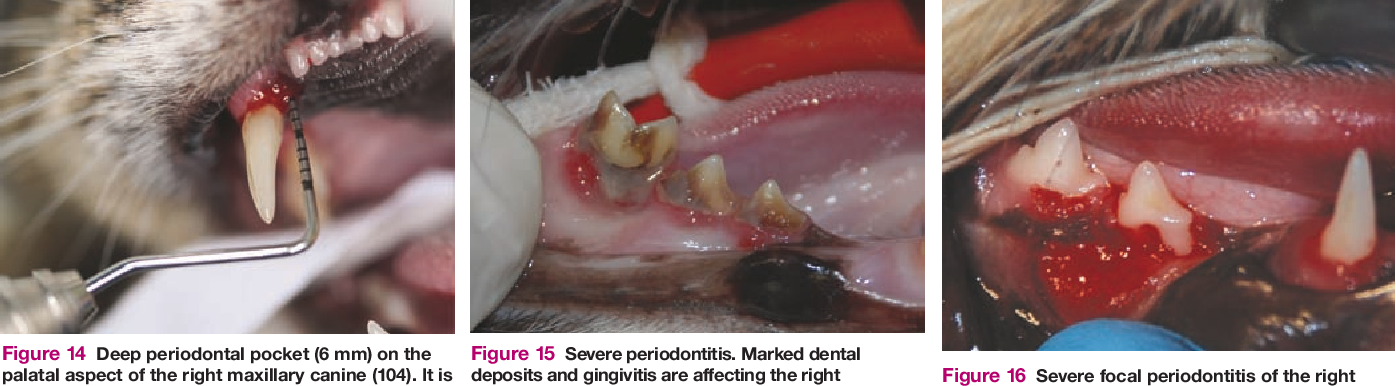 Figure 14 Deep periodontal pocket (6 mm) on the
palatal aspect of the right maxillary canine (104). It is
Figure 15 Severe periodontitis. Marked dental
deposits and gingivitis are affecting the right
Figure 16 Severe focal periodontitis of the right